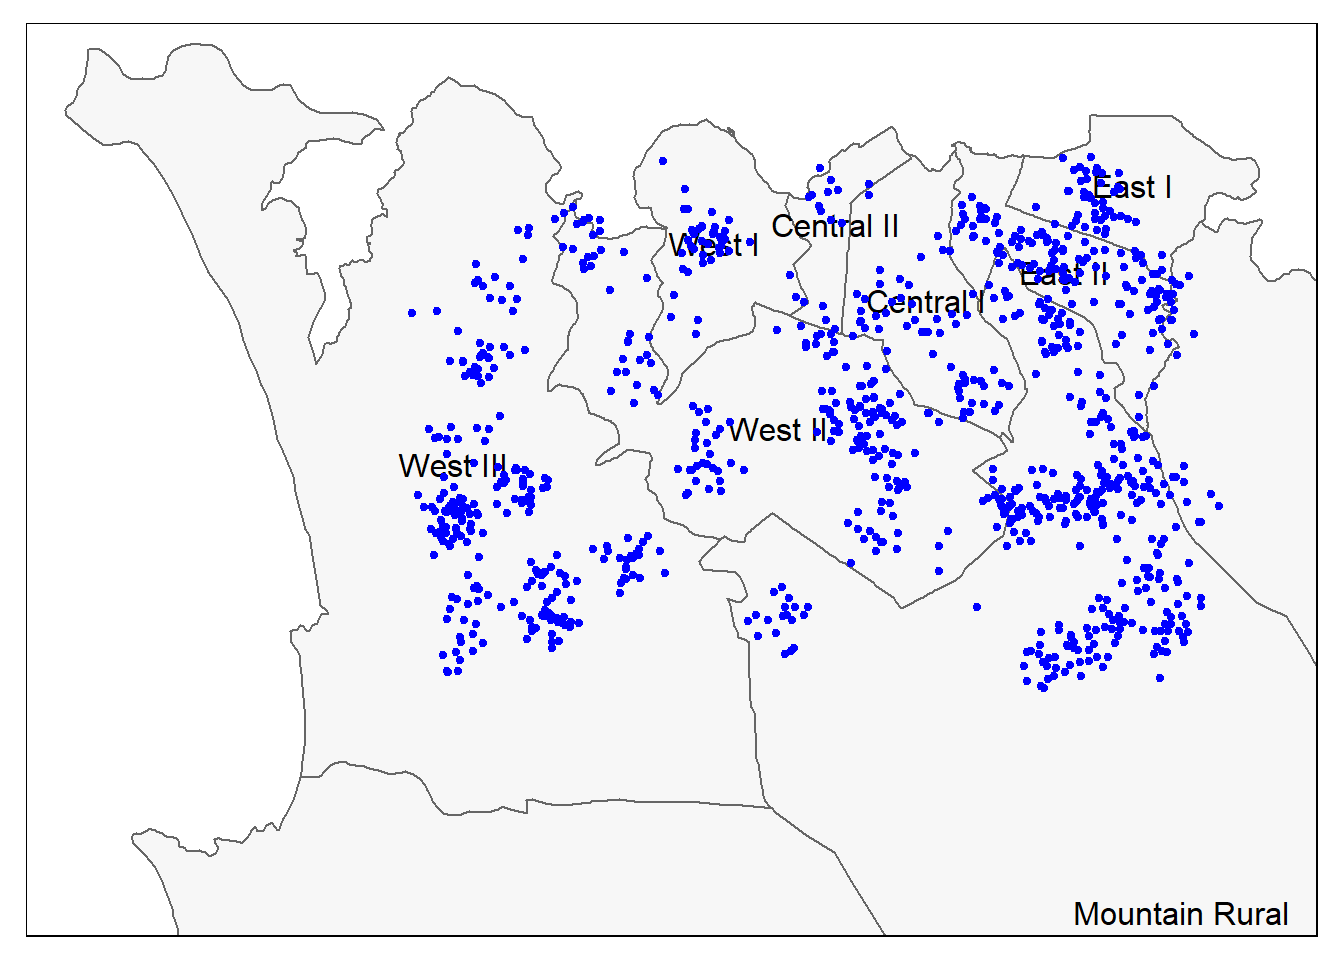 East I
Central II
West I
East II
Central I
West II
West III
Mountain Rural